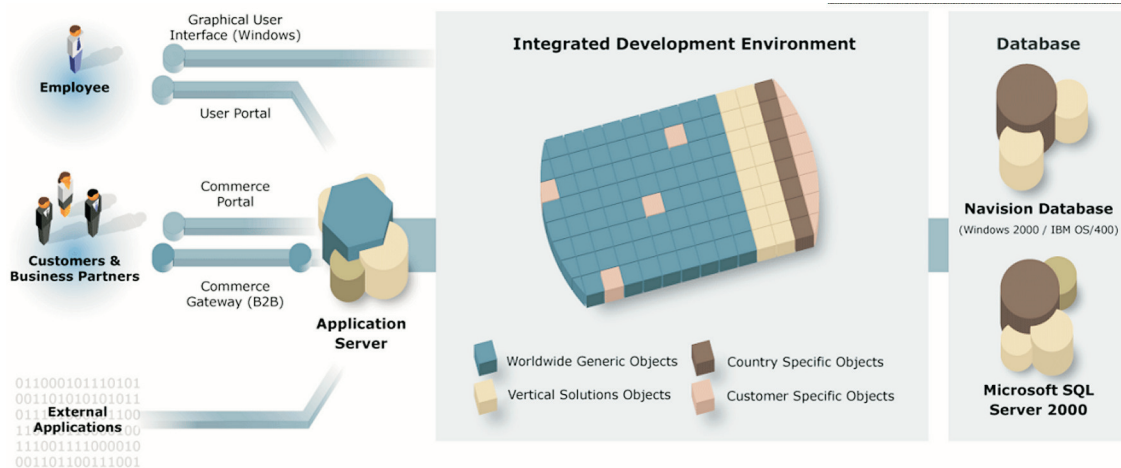 Graphical User
Interface (Windows)
Employee
User Portal
Commerce
Portal
Customers &
Business Partners
Commerce
Gateway (B2B)
Application
Server
011000101110101
001101010101011
External
Applications
111001111000010
001101100111001
Integrated Development Environment
Worldwide Generic Objects
Country Specific Objects
Vertical Solutions Objects
Customer Specific Objects
Database
Navision Database
(Windows 2000 / IBM OS/400)
Microsoft SQL
Server 2000